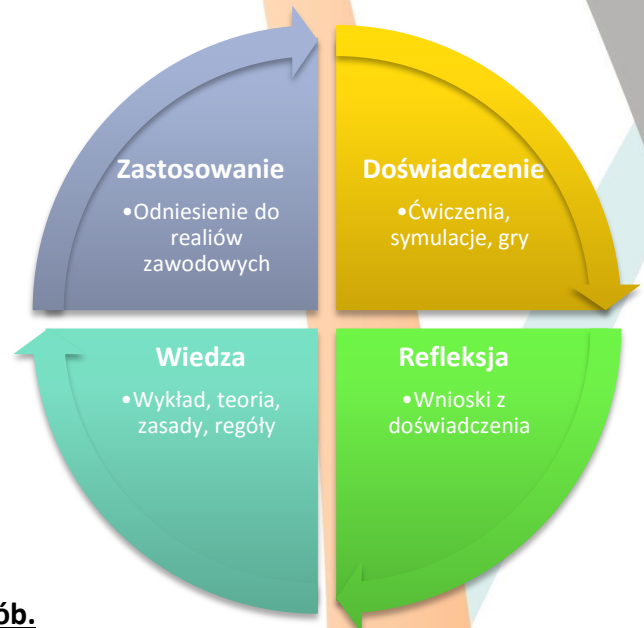 Zastosowanie
•Odniesienie do
realiów
zawodowych
Doświadczenie
•Ćwiczenia,
symulacje, gry
Wiedza
•Wykład, teoria,
zasady, regóły
Refleksja
•Wnioski z
doświadczenia
ób.